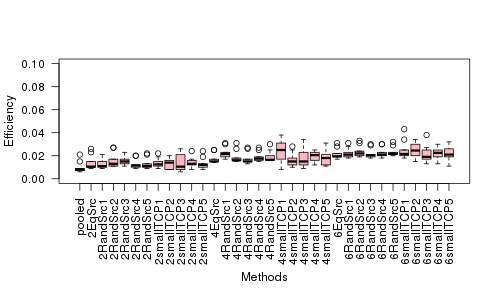 0.10
0.08
0.06
0.04
0.02
0.00
Efficiency
pooled
2EqSrc
2RandSrc1
2RandSrc2
2RandSrc3
2RandSrc4
2RandSrc5
2smallTCP1
2smallTCP2
2smallTCP3
2smallTCP4
2smallTCP5
4EqSrc
4RandSrc1
4RandSrc2
4RandSrc3
4RandSrc4
4RandSrc5
4smallTCP1
4smallTCP2
4smallTCP3
4smallTCP4
4smallTCP5
6EqSrc
6RandSrc1
6RandSrc2
6RandSrc3
6RandSrc4
6RandSrc5
6smallTCP1
6smallTCP2
6smallTCP3
6smallTCP4
6smallTCP5
Methods